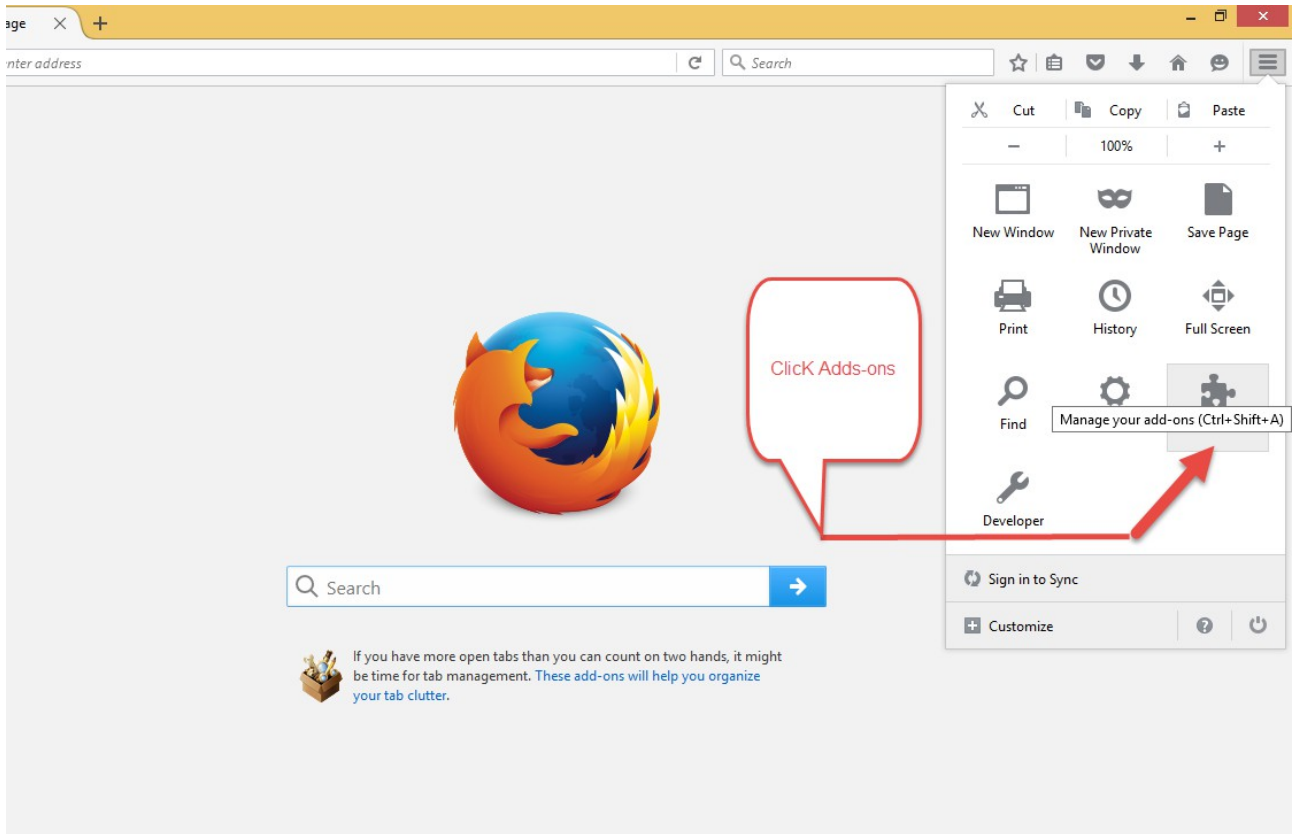 age
enter address
Search
Cut
Copy
Paste
100%
New Window
New Private
Window
Save Page
Print
History
Full Screen
ClicK Adds-ons
Find
Manage your add-ons (Ctrl+Shift+A)
Developer
Sign in to Sync
Search
Customize
If you have more open tabs than you can count on two hands, it might
be time for tab management. These add-ons will help you organize
your tab clutter.